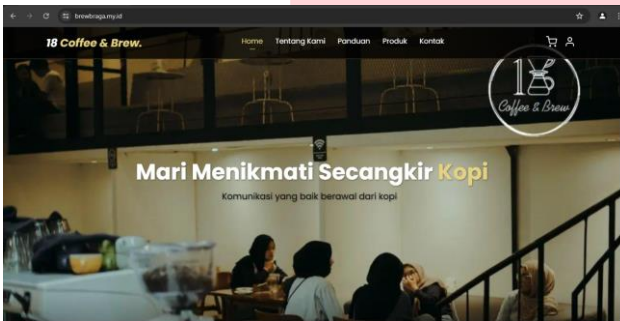 brewbraga.my.id
18 Coffee & Brew.
Home Tentang Kami Panduan Produk Kontak
18
Coffee & Brew
Mari Menikmati Secangkir Kopi
Komunikasi yang baik berawal dari kopi